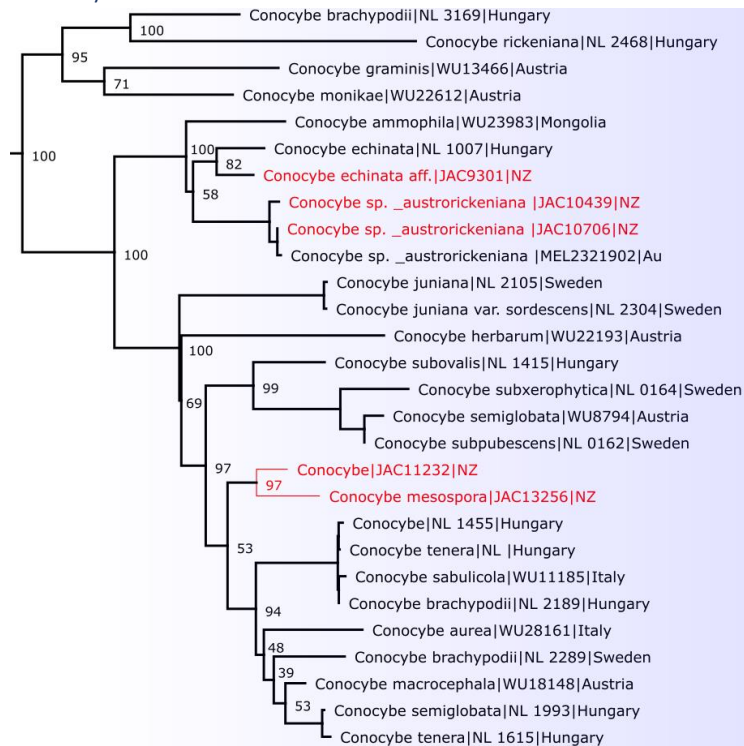 Conocybe brachypodii|NL 3169|Hungary
100
Conocybe rickeniana|NL 2468|Hungary
95
Conocybe graminis|WU13466|Austria
71
Conocybe monikae|WU22612|Austria
Conocybe ammophila|WU23983|Mongolia
100
Conocybe echinata|NL 1007|Hungary
100
82
Conocybe echinata aff.|JAC9301|NZ
58
Conocybe sp. _austrorickeniana |JAC10439|NZ
Conocybe sp. _austrorickeniana |JAC10706|NZ
100
Conocybe sp. _austrorickeniana |MEL2321902|Au
Conocybe juniana|NL 2105|Sweden
Conocybe juniana var. sordescens|NL 2304|Sweden
Conocybe herbarum|WU22193|Austria
100
Conocybe subovalis|NL 1415|Hungary
99
Conocybe subxerophytica|NL 0164|Sweden
69
Conocybe semiglobata|WU8794|Austria
Conocybe subpubescens|NL 0162|Sweden
97
Conocybe|JAC11232|NZ
97
Conocybe mesospora|JAC13256|NZ
Conocybe|NL 1455|Hungary
53
Conocybe tenera|NL |Hungary
Conocybe sabulicola|WU11185|Italy
Conocybe brachypodii|NL 2189|Hungary
94
Conocybe aurea|WU28161|Italy
48
Conocybe brachypodii|NL 2289|Sweden
39
Conocybe macrocephala|WU18148|Austria
53
Conocybe semiglobata|NL 1993|Hungary
Conocybe tenera|NL 1615|Hungary